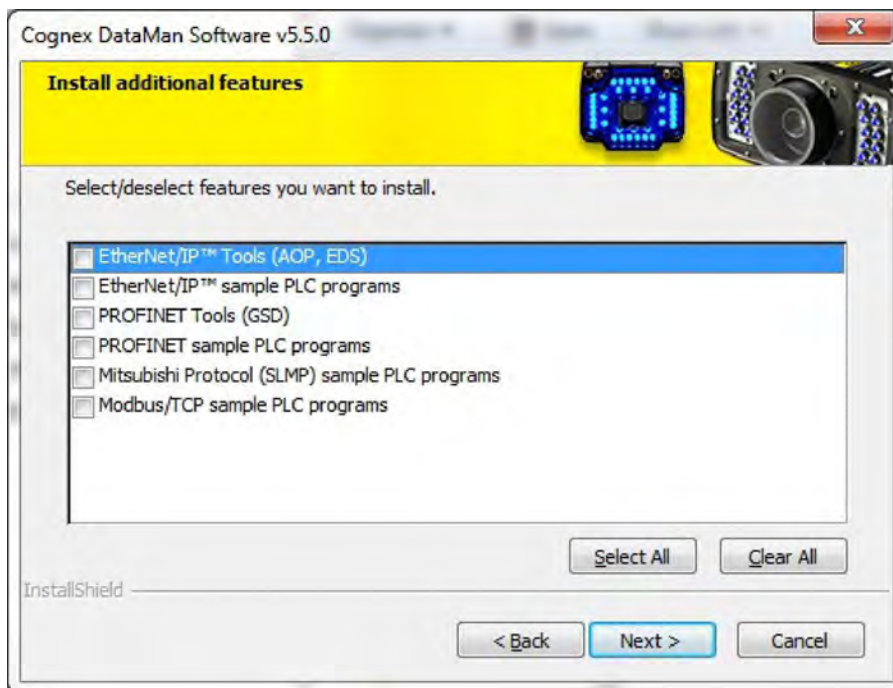 Cognex DataMan Software v5.5.0
Install additional features
Select/deselect features you want to install.
EtherNet/IP™ Tools (AOP, EDS)
EtherNet/IP™ sample PLC programs
PROFINET Tools (GSD)
PROFINET sample PLC programs
Mitsubishi Protocol (SLMP) sample PLC programs
Modbus/TCP sample PLC programs
Select All
Clear All
InstallShield
< Back
Next >
Cancel